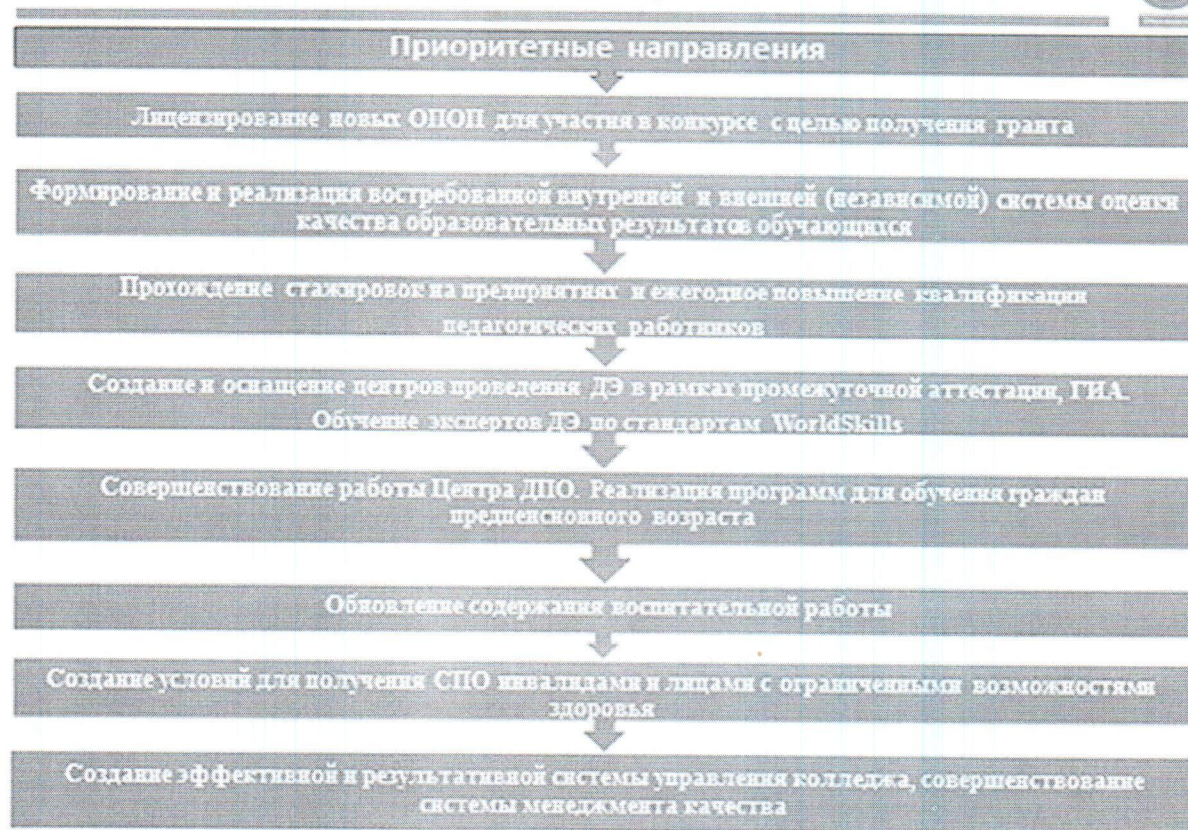 Приоритетные направления
Лицензирование новых ОПОП для участия в конкурсе с целью получения гранта
Формирование и реализация востребованной внутренней и внешней (независимой) системы оценки
качества образовательных результатов обучающихся
Прохождение стажировок на предприятиях и ежегодное повышение квалификации
педагогических работников
Создание и оснащение центров проведения ДЭ в рамках промежуточной аттестации, ГИА.
Обучение экспертов ДЭ по стандартам WorldSkills
Совершенствование работы Центра ДПО. Реализация программ для обучения граждан
предпенсионного возраста
Обновление содержания воспитательной работы
Создание условий для получения СПО инвалидами и лицами с ограниченными возможностями
здоровья
Создание эффективной и результативной системы управления колледжа, совершенствование
системы менеджмента качества